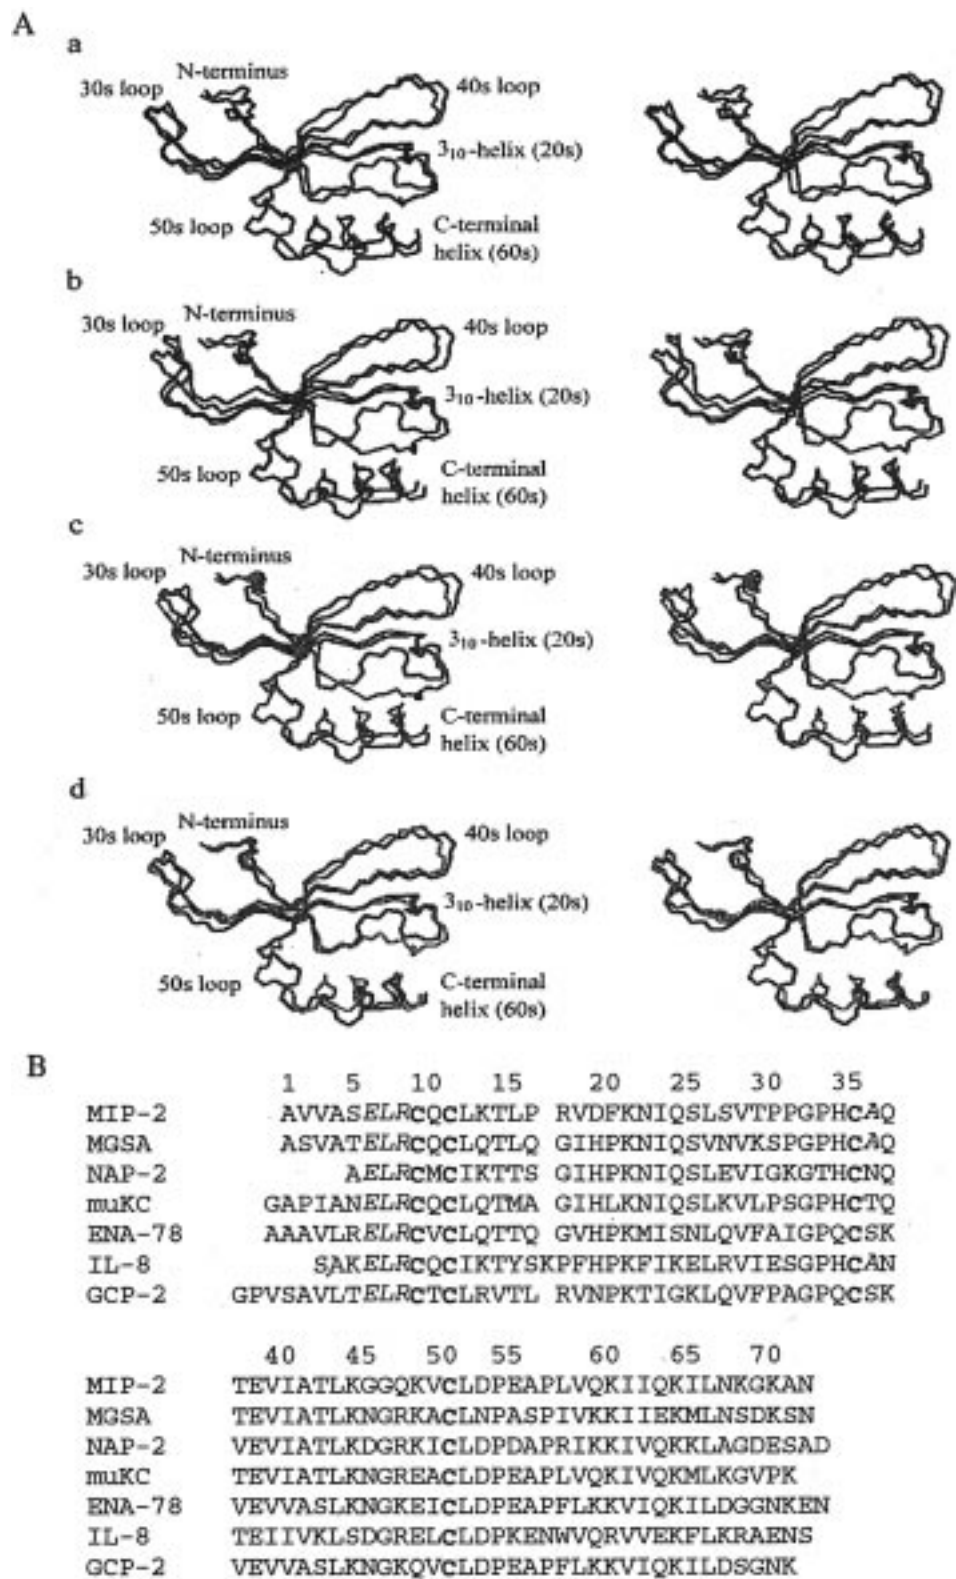 A
a
N-terminus
30s loop
40s loop
3₁₀-helix (20s)
50s loop
C-terminal
helix (60s)
b
N-terminus
30s loop
40s loop
3₁₀-helix (20s)
50s loop
C-terminal
helix (60s)
c
N-terminus
30s loop
40s loop
3₁₀-helix (20s)
50s loop
C-terminal
helix (60s)
d
N-terminus
30s loop
40s loop
3₁₀-helix (20s)
50s loop
C-terminal
helix (60s)
B
1 5 10 15 20 25 30 35
MIP-2 AVVASELRCQCLKTLP RVDFKNIQSLSVTPPGPHCAQ
MGSA ASVATELRCQCLQTLQ GIHPKNIQSVNVKSPGPHCAQ
NAP-2 AELRCMCIKTTS GIHPKNIQSLEVIGKGTHCNQ
muKC GAPIANELRCQCLQTMA GIHLKNIQSLKVLPSGPHCTQ
ENA-78 AAAVLRELRCVCLQTTQ GVHPKMISNLQVFAIGPQCSK
IL-8 SAKELRCQCIKTYSKPFHPKFIKELRVIESGPHCAN
GCP-2 GPVSAVLTELRCTCLRVTL RVNPKTIGKLQVFPAGPQCSK
40 45 50 55 60 65 70
MIP-2 TEVIATLKGGQKVCLDPEAPLVQKIIQKILNKGKAN
MGSA TEVIATLKNGRKACLNPASPIVKKIIEKMLNSDKSN
NAP-2 VEVIATLKDGRKICLDPDAPRIKKIVQKKLAGDESAD
muKC TEVIATLKNGREACLDPEAPLVQKIVQKMLKGVPK
ENA-78 VEVVASLKNGKEICLDPEAPFLKKVIQKILDGGNKEN
IL-8 TEIIVKLSDGRELCLDPKENWVQRVVEKFLKRAENS
GCP-2 VEVVASLKNGKQVCLDPEAPFLKKVIQKILDSGNK